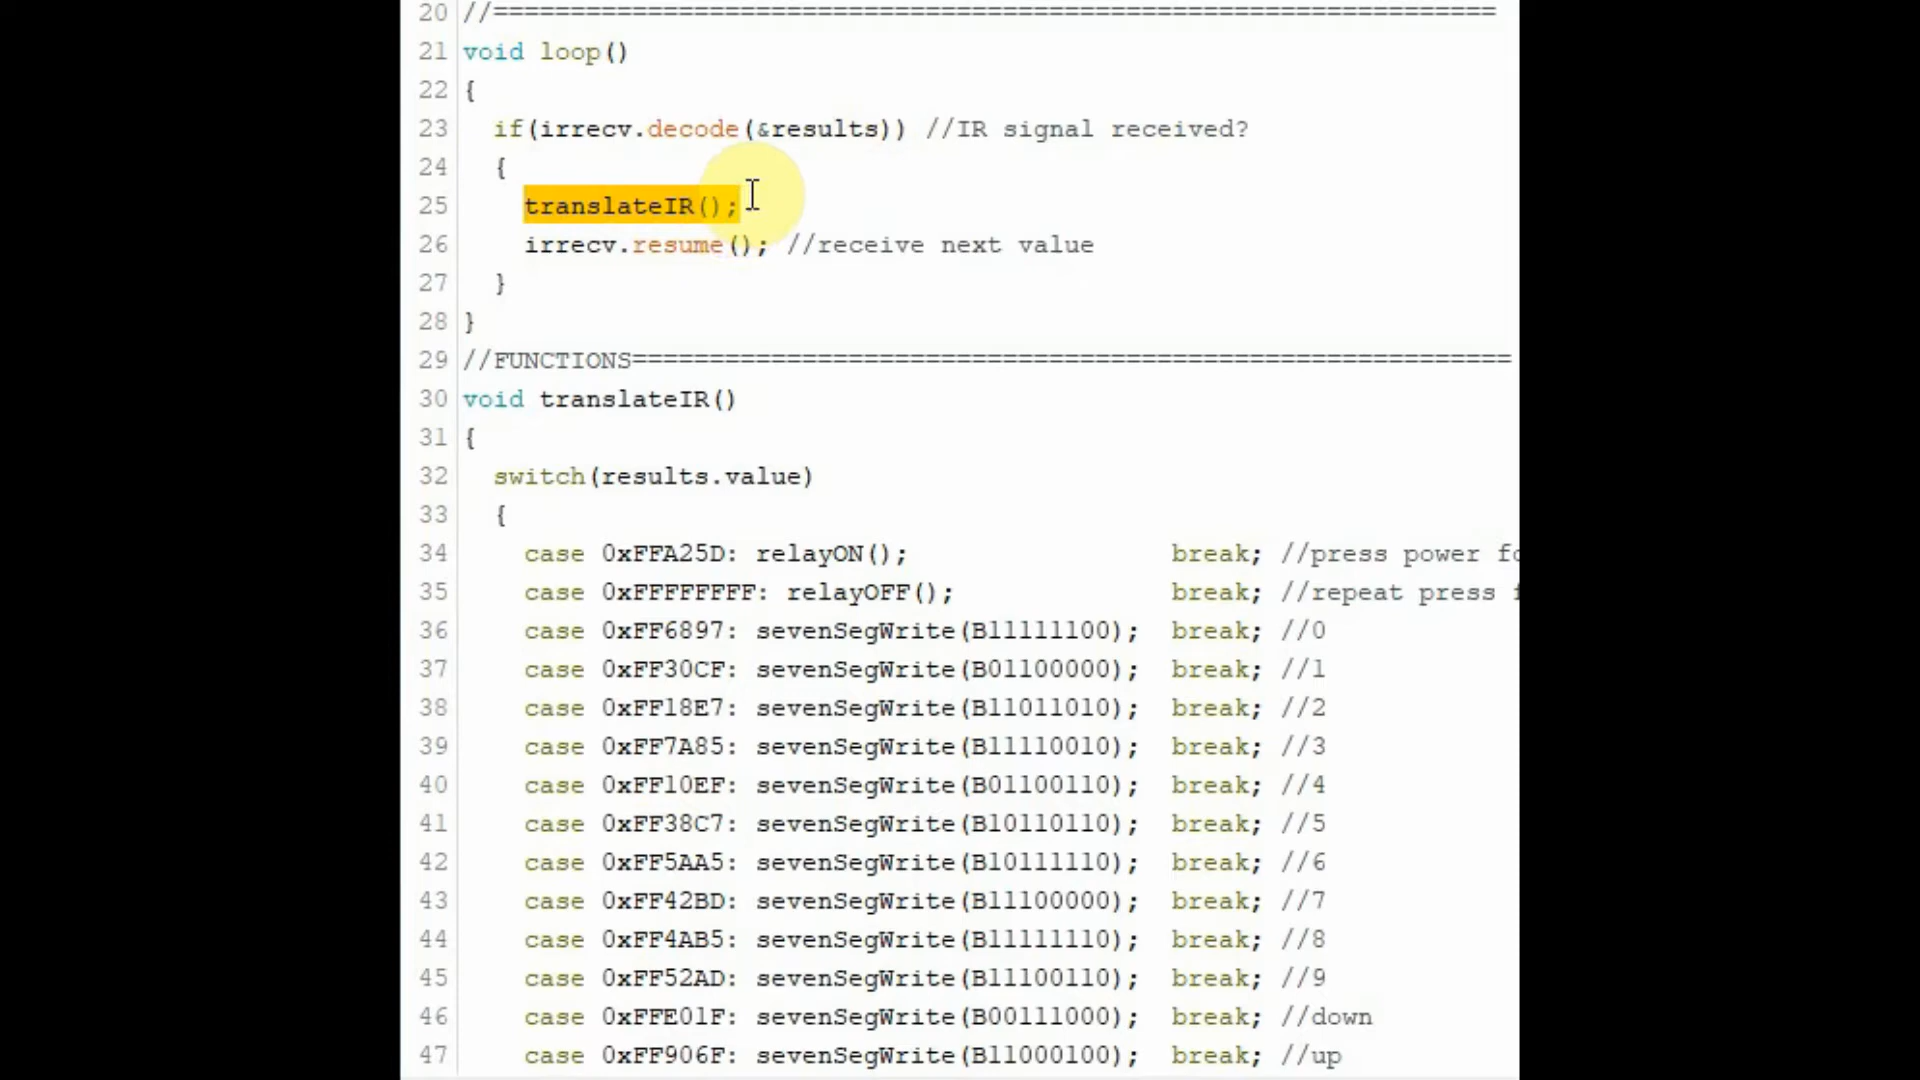 20 //=================================================================
21 void loop()
22 {
23 if(irrecv.decode(&results)) //IR signal received?
24 {
25 translateIR();
26 irrecv.resume(); //receive next value
27 }
28 }
29 //FUNCTIONS=========================================================
30 void translateIR()
31 {
32 switch(results.value)
33 {
34 case 0xFFA25D: relayON(); break; //press power fo
35 case 0xFFFFFFFF: relayOFF(); break; //repeat press f
36 case 0xFF6897: sevenSegWrite(B11111100); break; //0
37 case 0xFF30CF: sevenSegWrite(B01100000); break; //1
38 case 0xFF18E7: sevenSegWrite(B11011010); break; //2
39 case 0xFF7A85: sevenSegWrite(B11110010); break; //3
40 case 0xFF10EF: sevenSegWrite(B01100110); break; //4
41 case 0xFF38C7: sevenSegWrite(B10110110); break; //5
42 case 0xFF5AA5: sevenSegWrite(B10111110); break; //6
43 case 0xFF42BD: sevenSegWrite(B11100000); break; //7
44 case 0xFF4AB5: sevenSegWrite(B11111110); break; //8
45 case 0xFF52AD: sevenSegWrite(B11100110); break; //9
46 case 0xFFE01F: sevenSegWrite(B00111000); break; //down
47 case 0xFF906F: sevenSegWrite(B11000100); break; //up